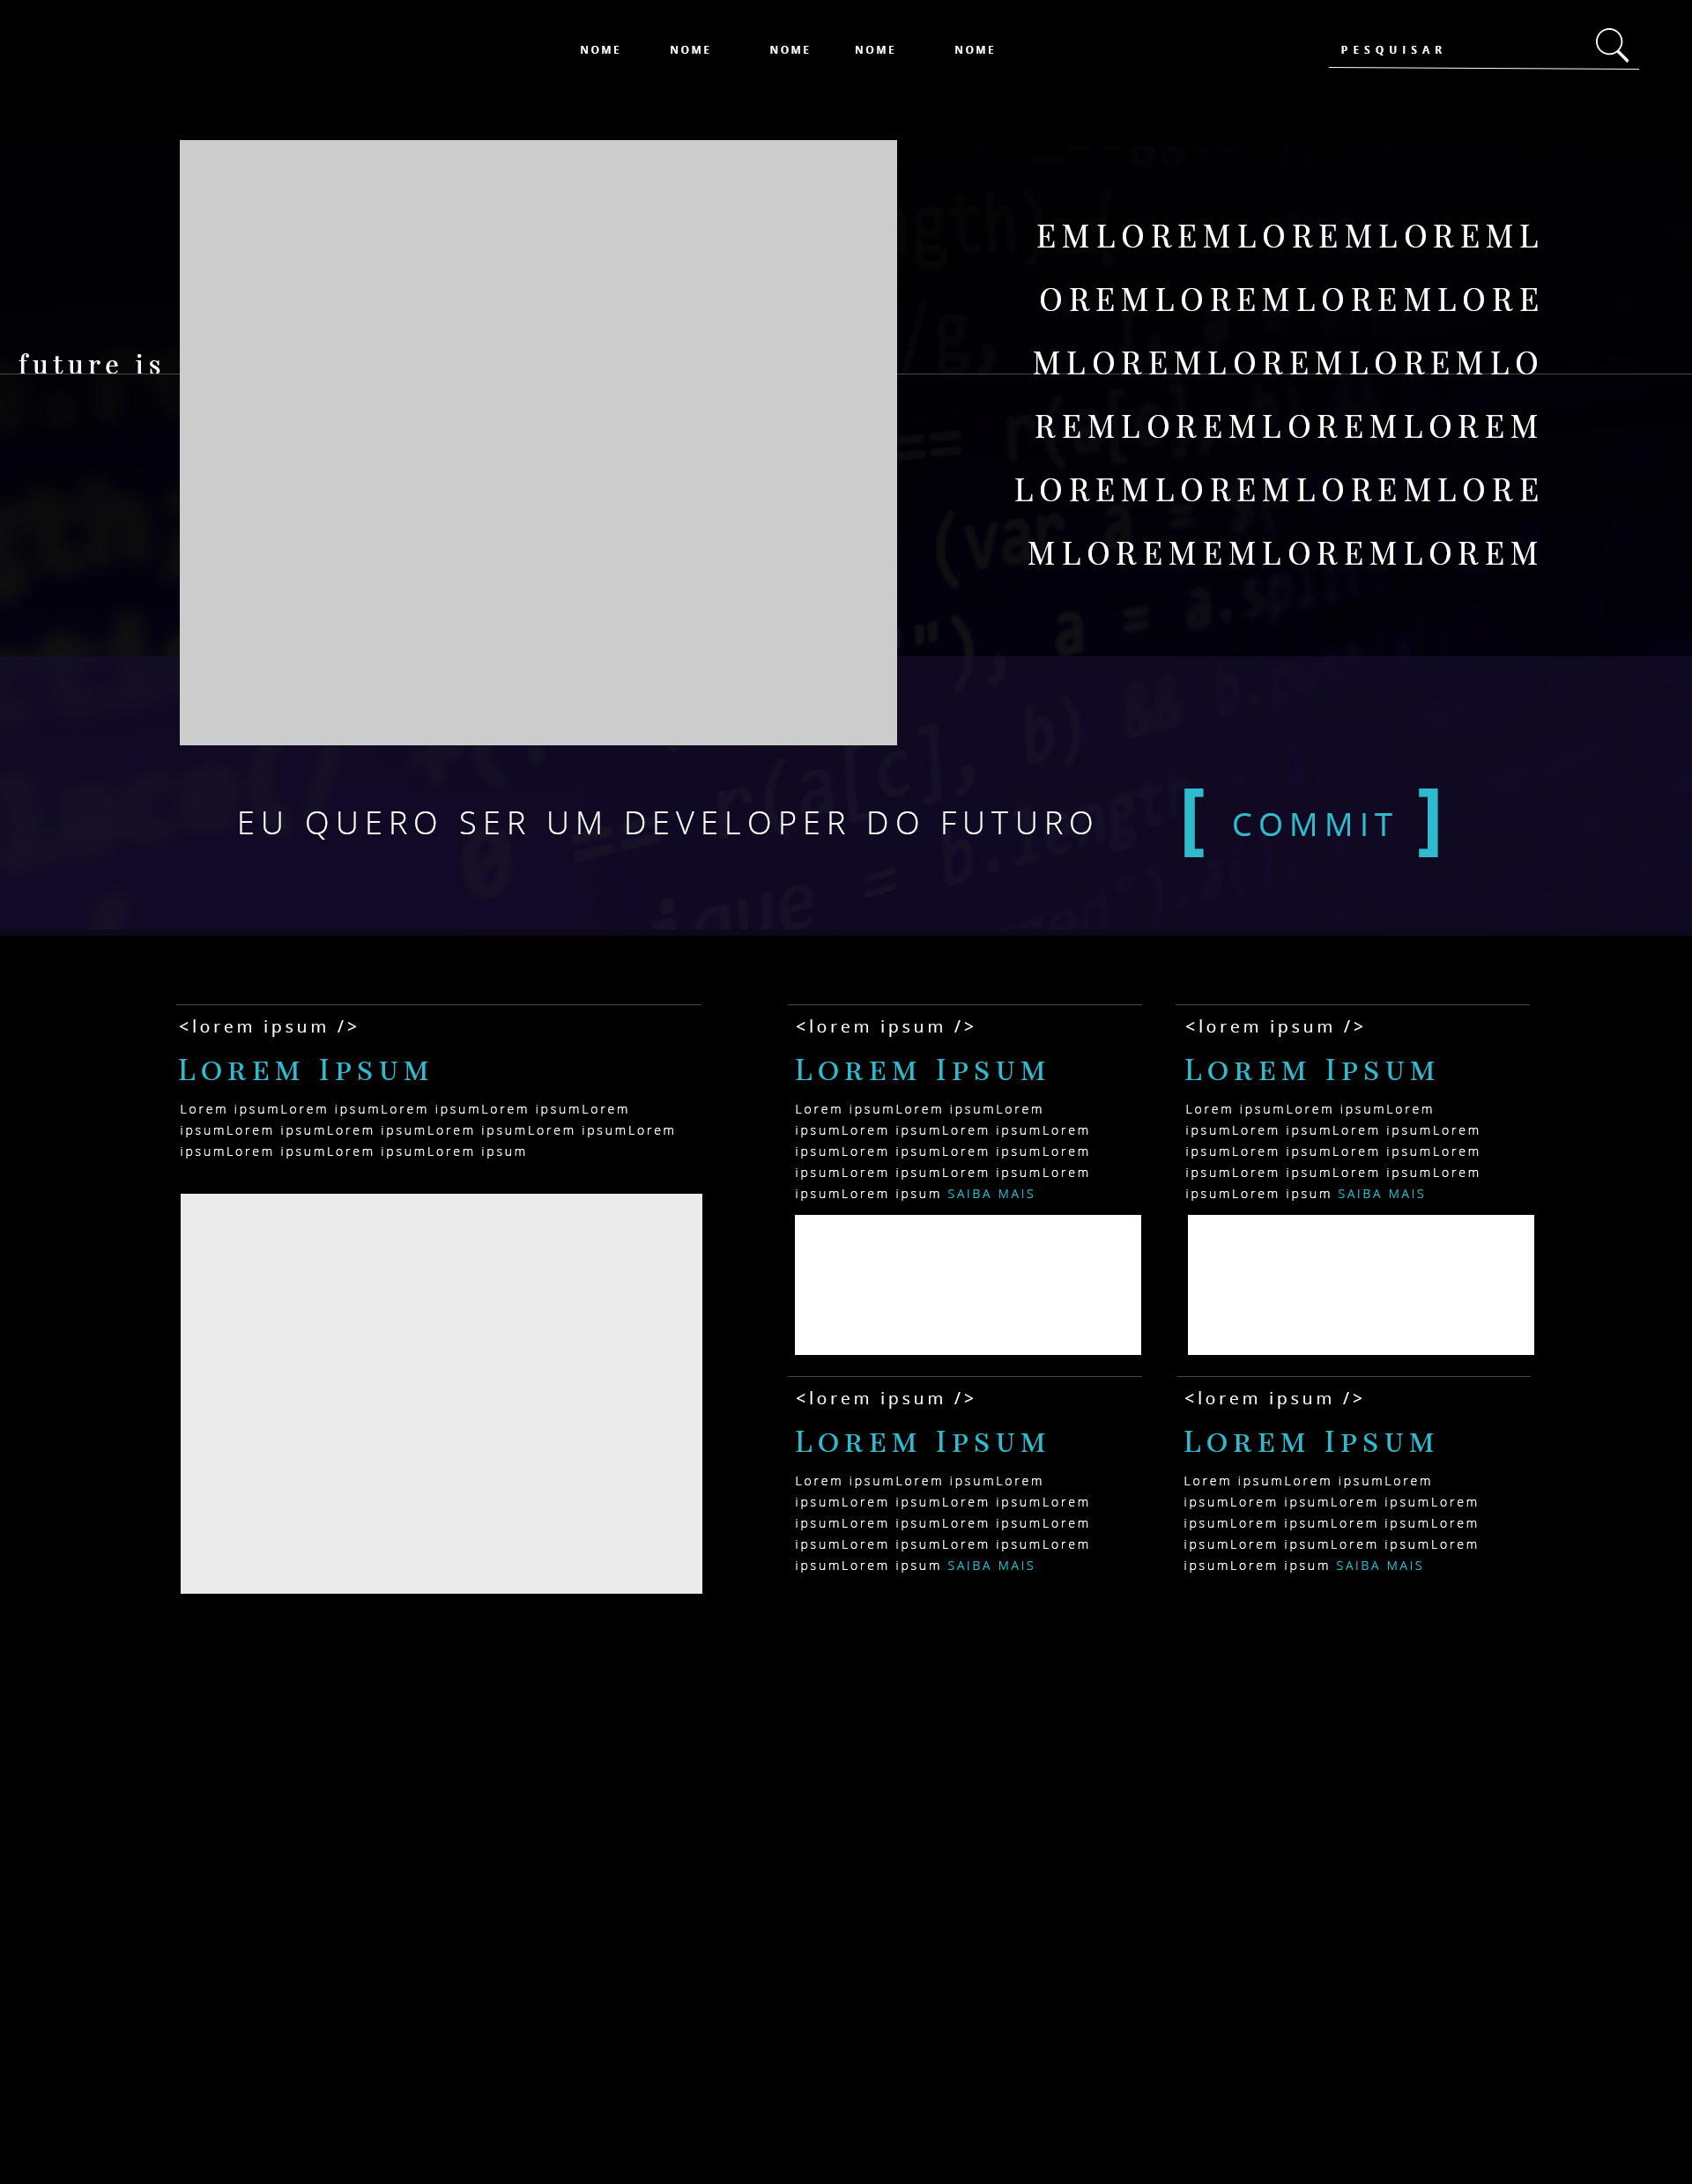 NOME NOME NOME NOME NOME PESQUISAR
EMLOREMLOREMLOREML
OREMLOREMLOREMLORE
future is
MLOREMLOREMLOREMLO
REMLOREMLOREMLOREM
== r(a[c], b)
LOREMLOREMLOREMLORE
(var a = s(
MLOREMEMLOREMLOREM
"), a = a.split
b) && b.push
EU QUERO SER UM DEVELOPER DO FUTURO [ COMMIT ]
0 == r(a[c],
= b.length
<lorem ipsum />
Lorem Ipsum
Lorem ipsumLorem ipsumLorem ipsumLorem ipsumLorem
ipsumLorem ipsumLorem ipsumLorem ipsumLorem ipsumLorem
ipsumLorem ipsumLorem ipsumLorem ipsum
<lorem ipsum />
Lorem Ipsum
Lorem ipsumLorem ipsumLorem
ipsumLorem ipsumLorem ipsumLorem
ipsumLorem ipsumLorem ipsumLorem
ipsumLorem ipsumLorem ipsumLorem
ipsumLorem ipsum SAIBA MAIS
<lorem ipsum />
Lorem Ipsum
Lorem ipsumLorem ipsumLorem
ipsumLorem ipsumLorem ipsumLorem
ipsumLorem ipsumLorem ipsumLorem
ipsumLorem ipsumLorem ipsumLorem
ipsumLorem ipsum SAIBA MAIS
<lorem ipsum />
Lorem Ipsum
Lorem ipsumLorem ipsumLorem
ipsumLorem ipsumLorem ipsumLorem
ipsumLorem ipsumLorem ipsumLorem
ipsumLorem ipsumLorem ipsumLorem
ipsumLorem ipsum SAIBA MAIS
<lorem ipsum />
Lorem Ipsum
Lorem ipsumLorem ipsumLorem
ipsumLorem ipsumLorem ipsumLorem
ipsumLorem ipsumLorem ipsumLorem
ipsumLorem ipsumLorem ipsumLorem
ipsumLorem ipsum SAIBA MAIS